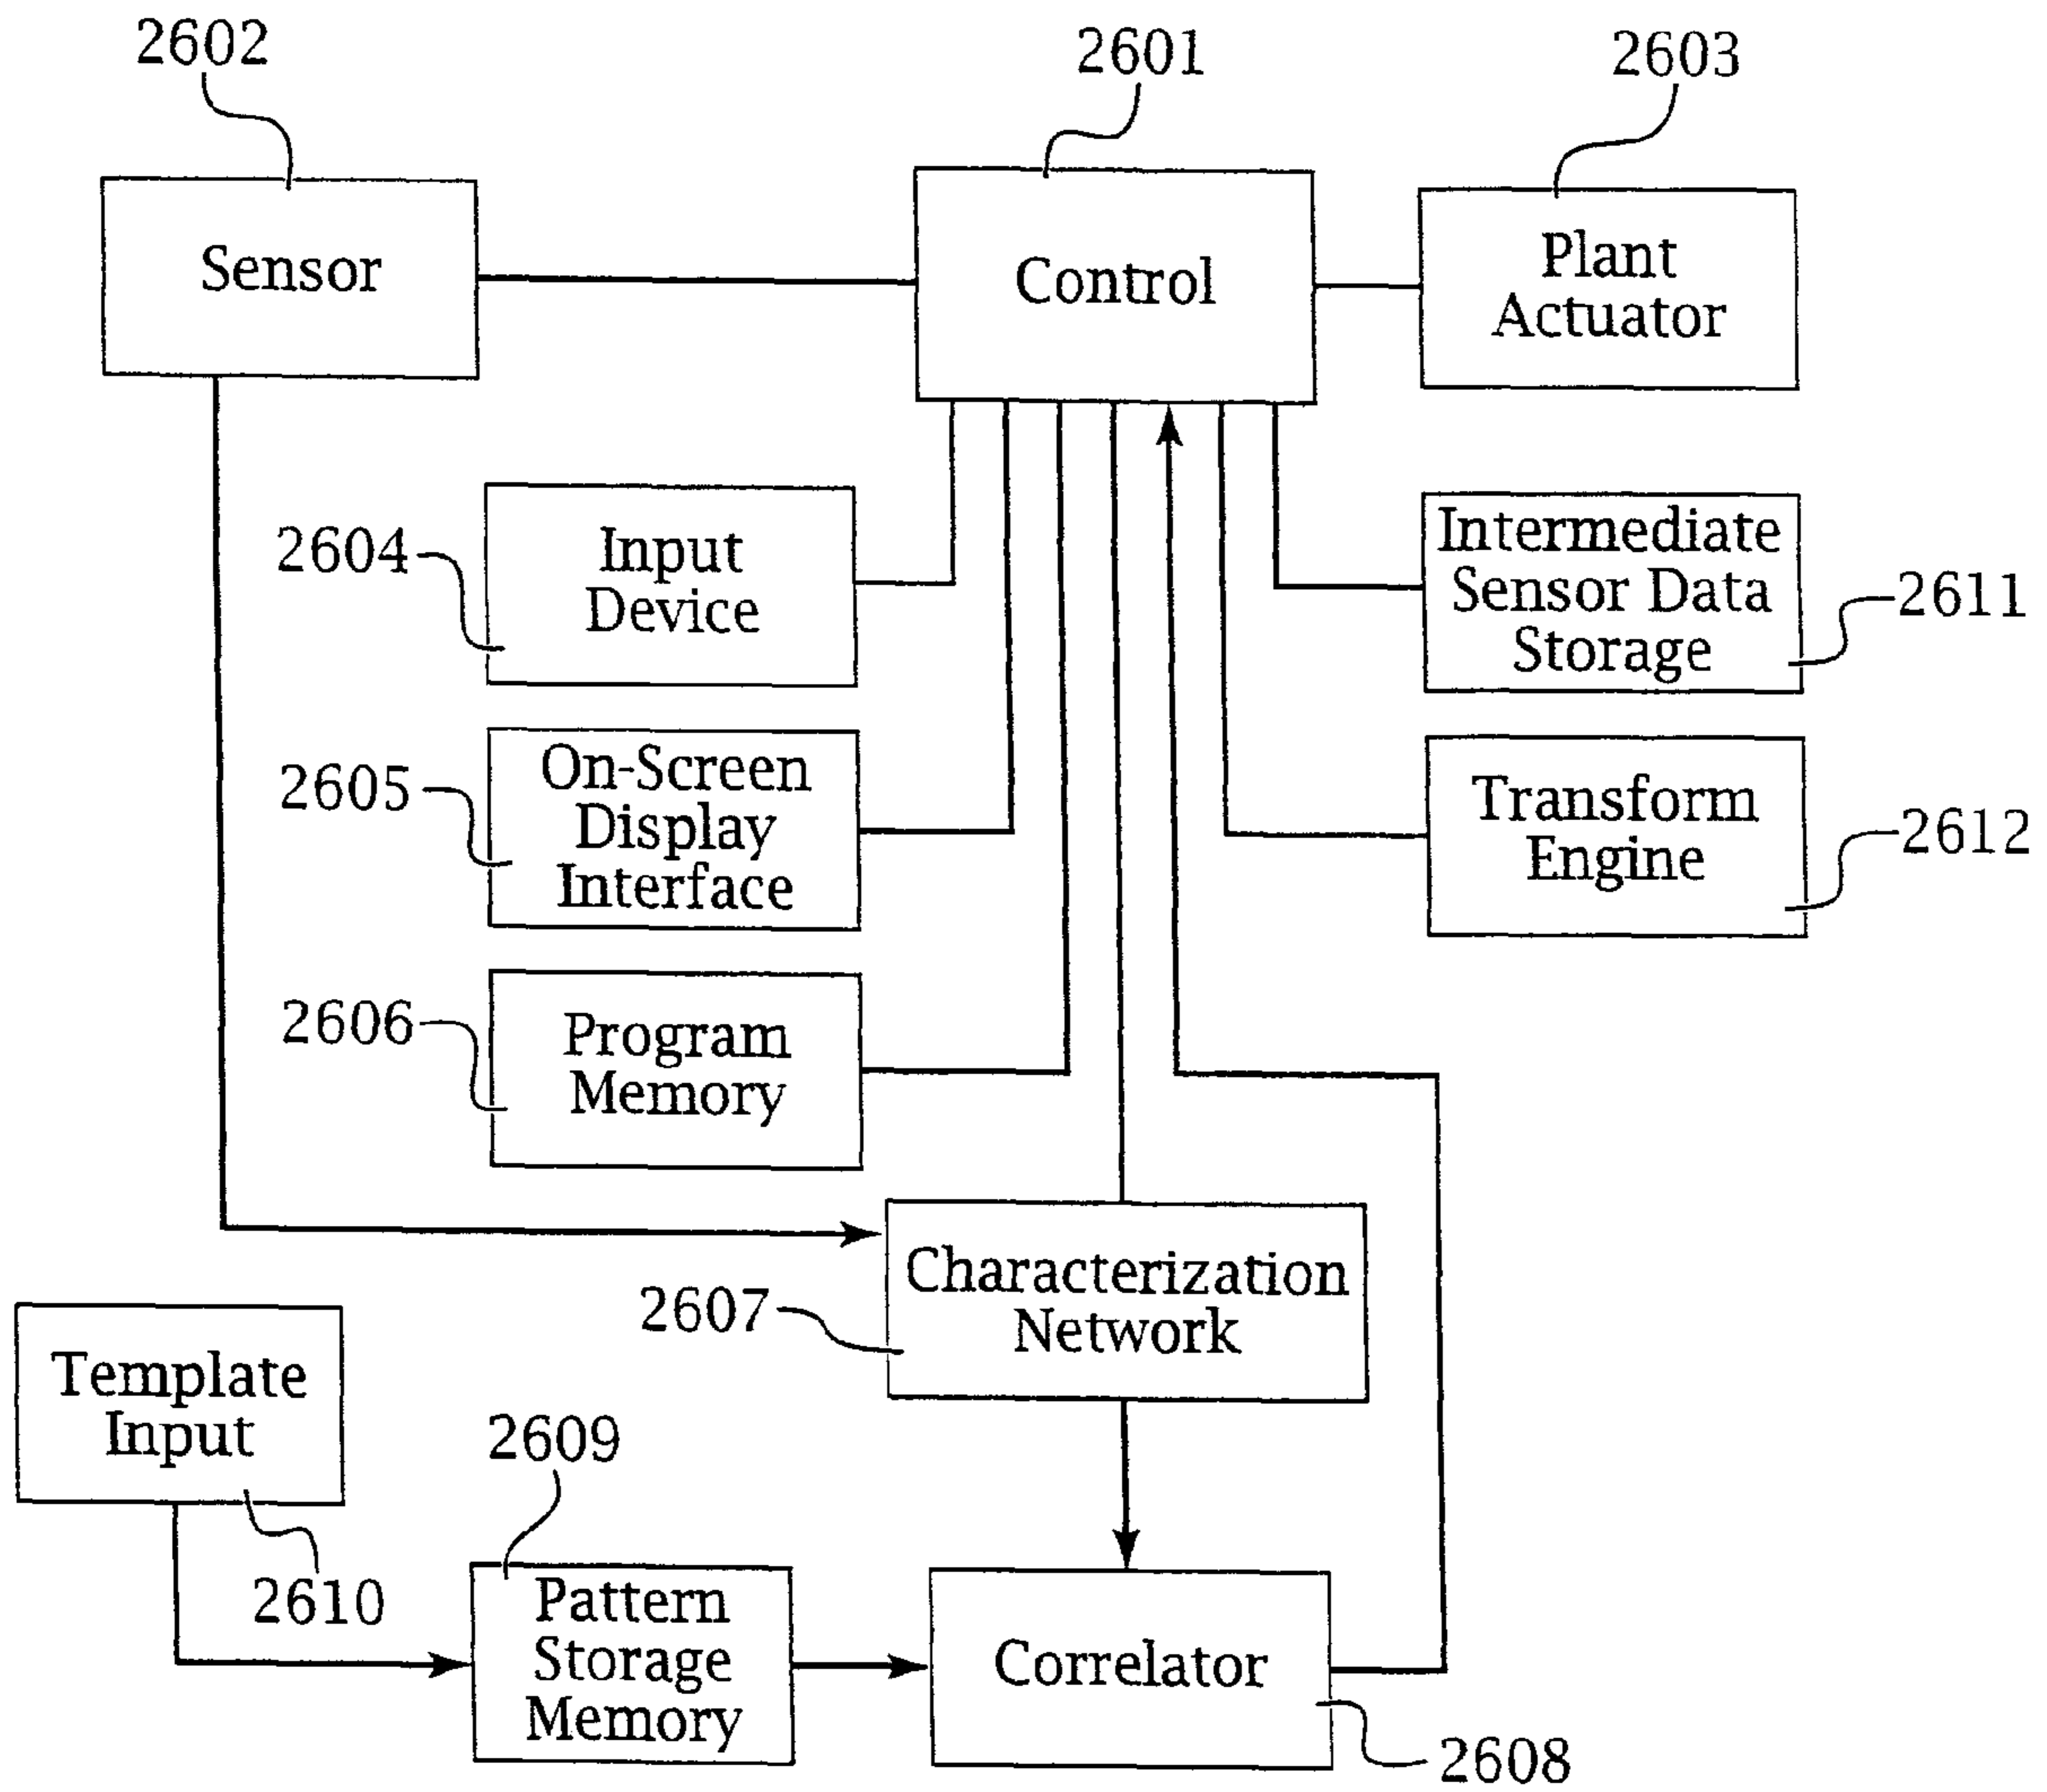 2602
2601
2603
Sensor
Control
Plant
Actuator
2604
Input
Device
Intermediate
Sensor Data
Storage
2611
2605
On-Screen
Display
Interface
Transform
Engine
2612
2606
Program
Memory
Characterization
Network
2607
Template
Input
2610
2609
Pattern
Storage
Memory
Correlator
2608